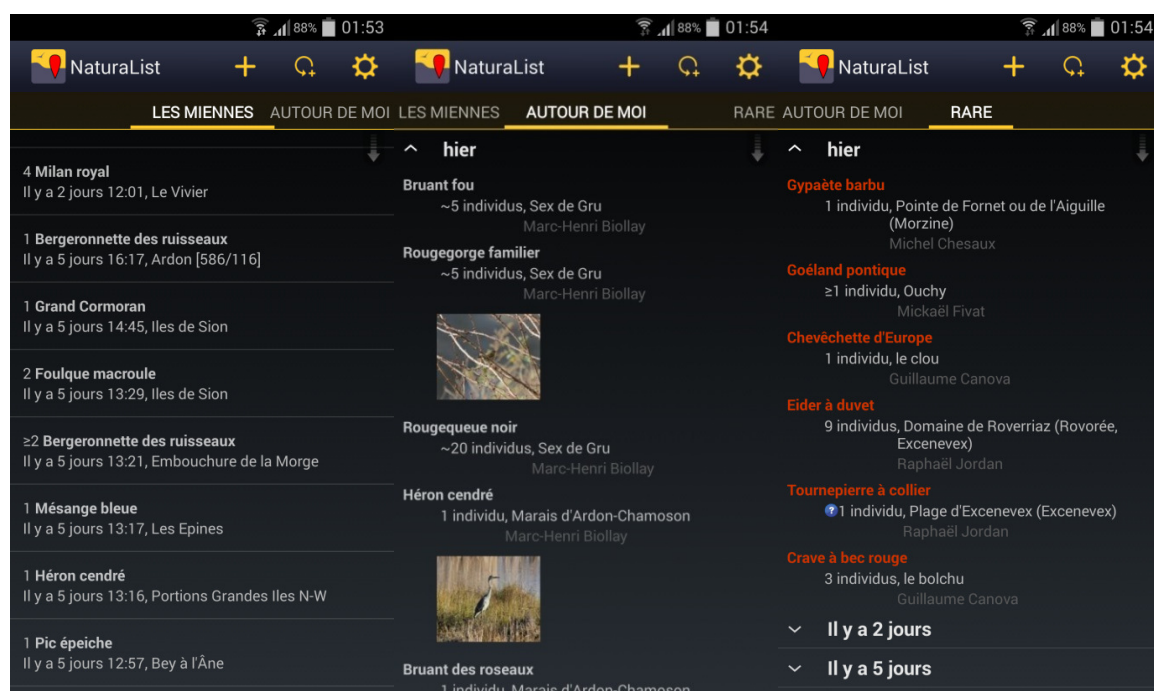 88% 01:53
NaturaList
LES MIENNES AUTOUR DE MOI
4 Milan royal
Il y a 2 jours 12:01, Le Vivier
1 Bergeronnette des ruisseaux
Il y a 5 jours 16:17, Ardon [586/116]
1 Grand Cormoran
Il y a 5 jours 14:45, Iles de Sion
2 Foulque macroule
Il y a 5 jours 13:29, Iles de Sion
≥2 Bergeronnette des ruisseaux
Il y a 5 jours 13:21, Embouchure de la Morge
1 Mésange bleue
Il y a 5 jours 13:17, Les Epines
1 Héron cendré
Il y a 5 jours 13:16, Portions Grandes Iles N-W
1 Pic épeiche
Il y a 5 jours 12:57, Bey à l'Âne
88% 01:54
NaturaList
LES MIENNES AUTOUR DE MOI RARE
hier
Bruant fou
~5 individus, Sex de Gru
Marc-Henri Biollay
Rougegorge familier
~5 individus, Sex de Gru
Marc-Henri Biollay
Rougequeue noir
~20 individus, Sex de Gru
Marc-Henri Biollay
Héron cendré
1 individu, Marais d'Ardon-Chamoson
Marc-Henri Biollay
Bruant des roseaux
1 individu, Marais d'Ardon-Chamoson
88% 01:54
NaturaList
AUTOUR DE MOI RARE
hier
Gypaète barbu
1 individu, Pointe de Fornet ou de l'Aiguille
(Morzine)
Michel Chesaux
Goéland pontique
≥1 individu, Ouchy
Mickaël Fivat
Chevêchette d'Europe
1 individu, le clou
Guillaume Canova
Eider à duvet
9 individus, Domaine de Roverriaz (Rovorée,
Excenevex)
Raphaël Jordan
Tournepierre à collier
?1 individu, Plage d'Excenevex (Excenevex)
Raphaël Jordan
Crave à bec rouge
3 individus, le bolchu
Guillaume Canova
Il y a 2 jours
Il y a 5 jours